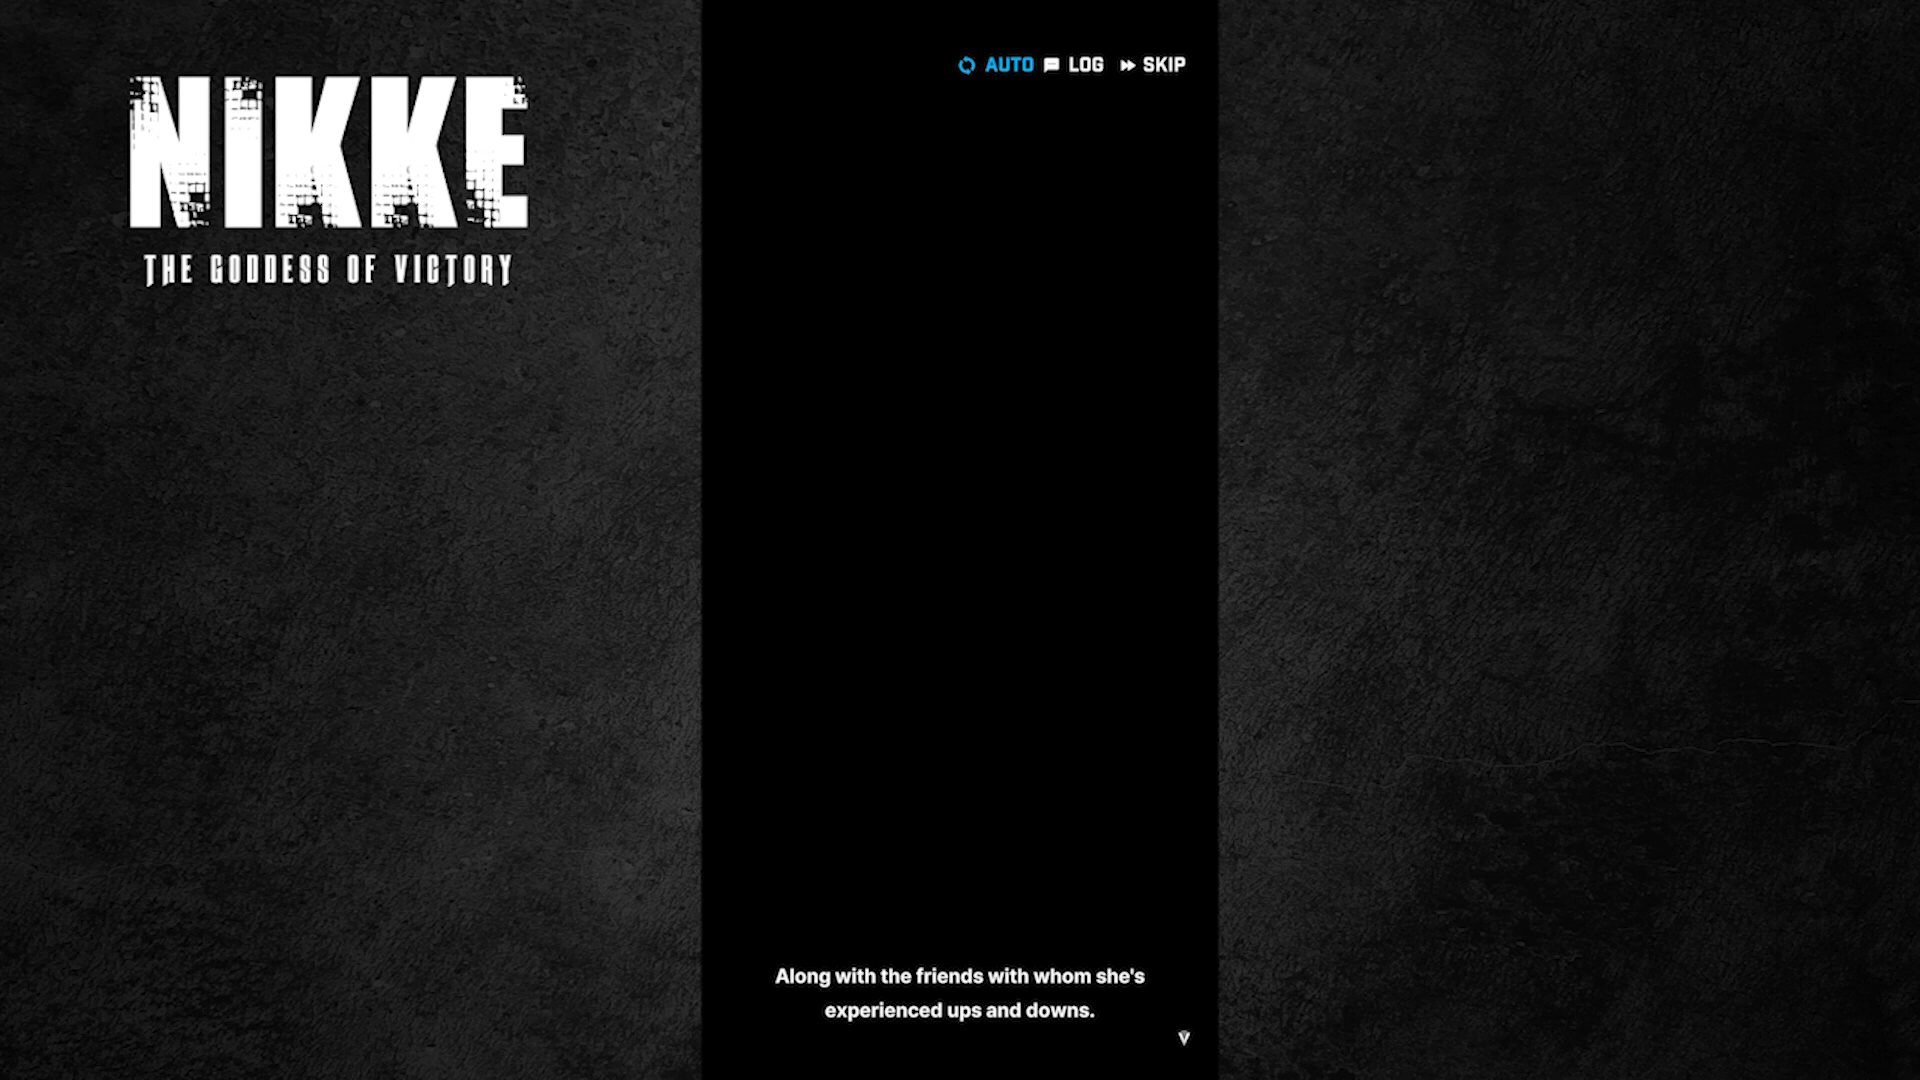 NIKKE
THE GODDESS OF VICTORY
AUTO LOG SKIP
Along with the friends with whom she's
experienced ups and downs.